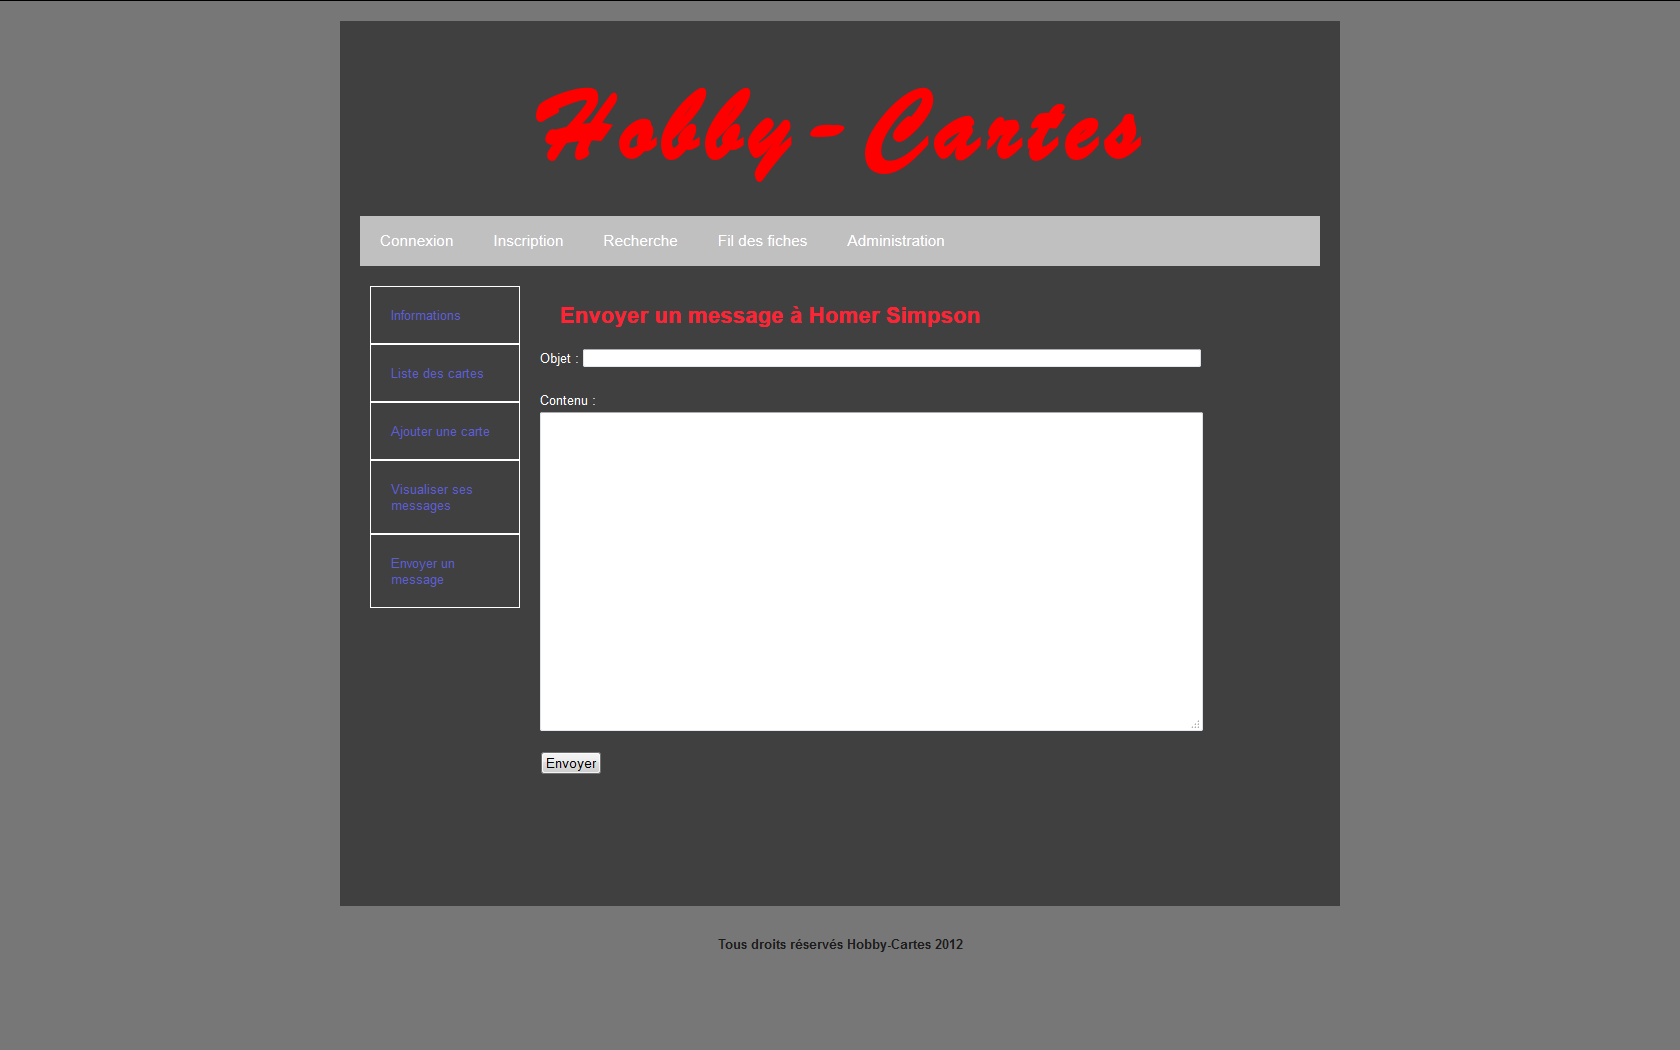 Hobby-Cartes
Connexion Inscription Recherche Fil des fiches Administration
Informations
Liste des cartes
Ajouter une carte
Visualiser ses
messages
Envoyer un
message
Envoyer un message à Homer Simpson
Objet :
Contenu :
Envoyer
Tous droits réservés Hobby-Cartes 2012